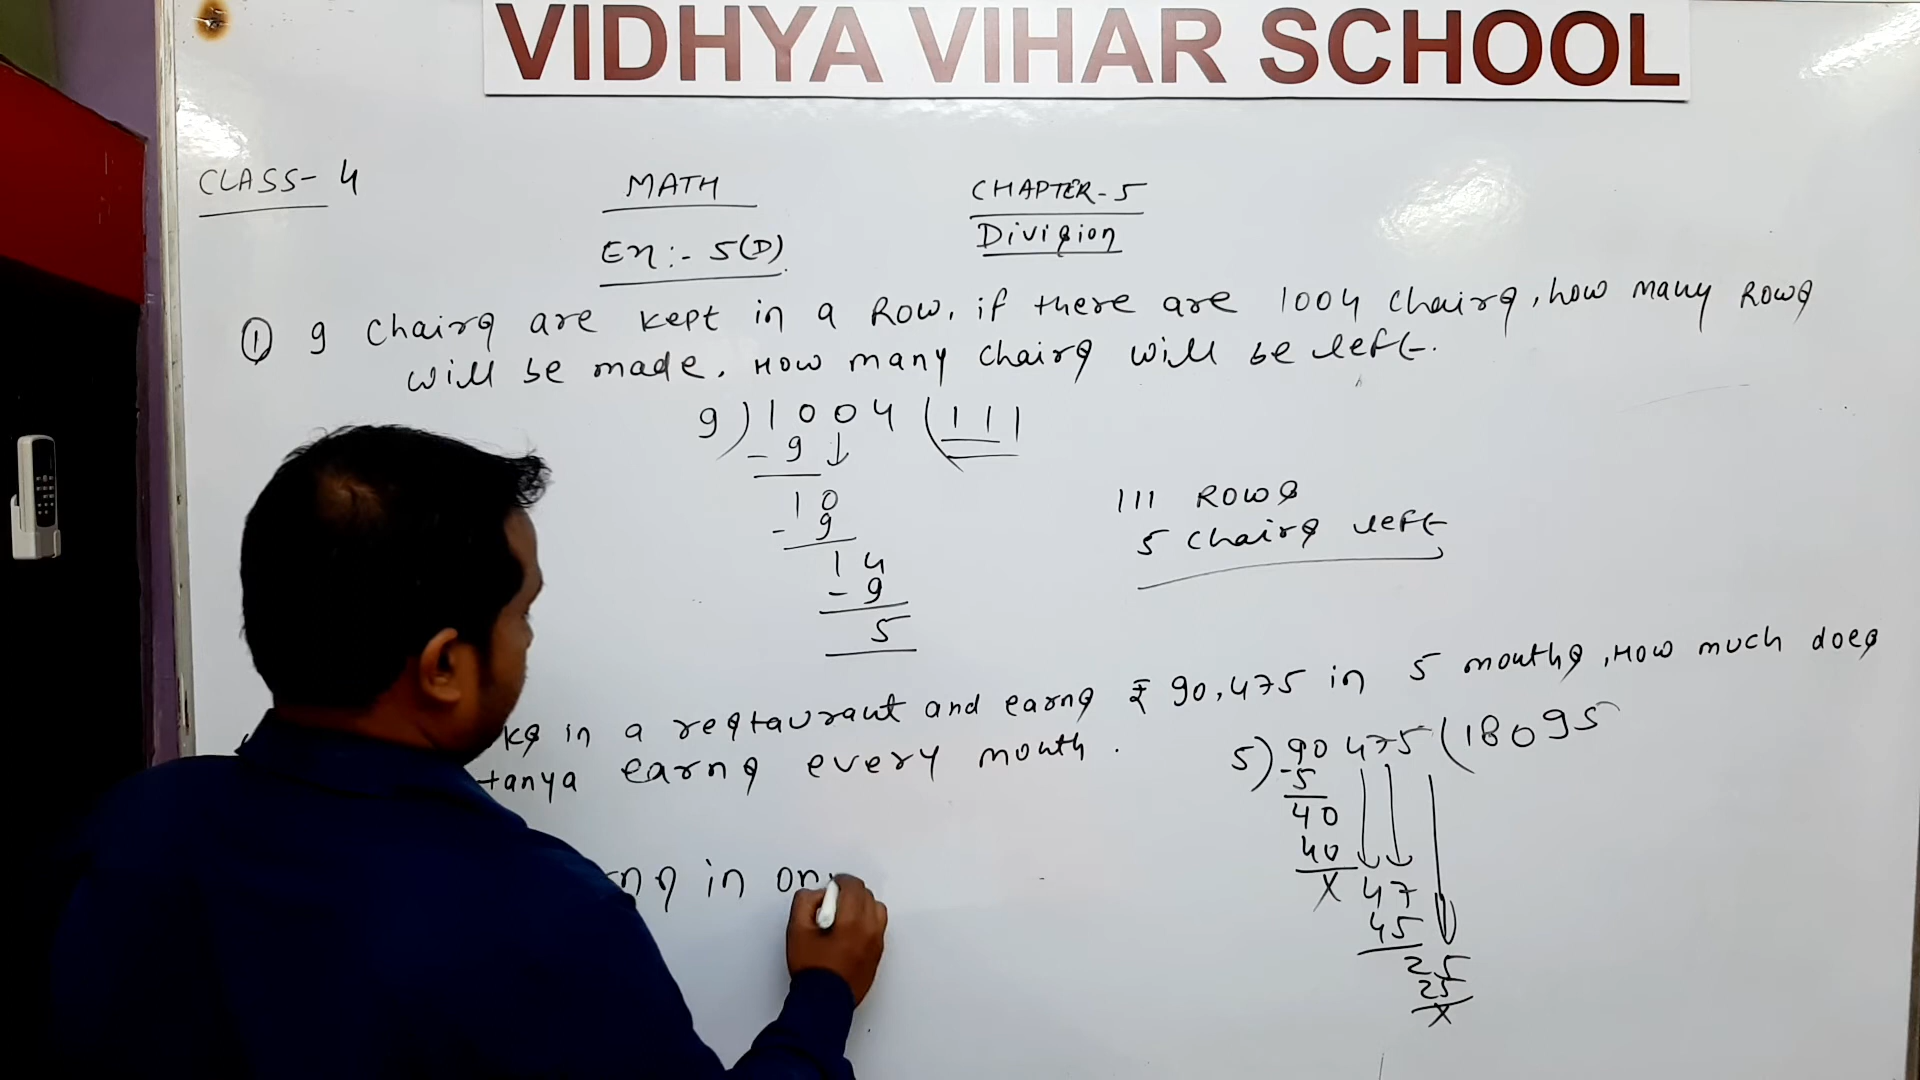 VIDHYA VIHAR SCHOOL
CLASS- 4
MATH
CHAPTER-5
Ex:- 5(D)
Division
① 9 chairs are kept in a Row, if there are 1004 chairs, how many Rows
will be made. How many chairs will be left.
9) 1004 (111
- 9
10
- 9
14
- 9
5
111 Rows
5 chairs left
in a restaurant and earns ₹ 90,475 in 5 months, How much does
tanya earns every month.
5) 90475 (18095
-5
40
40
X 47
45
25
25
X
in